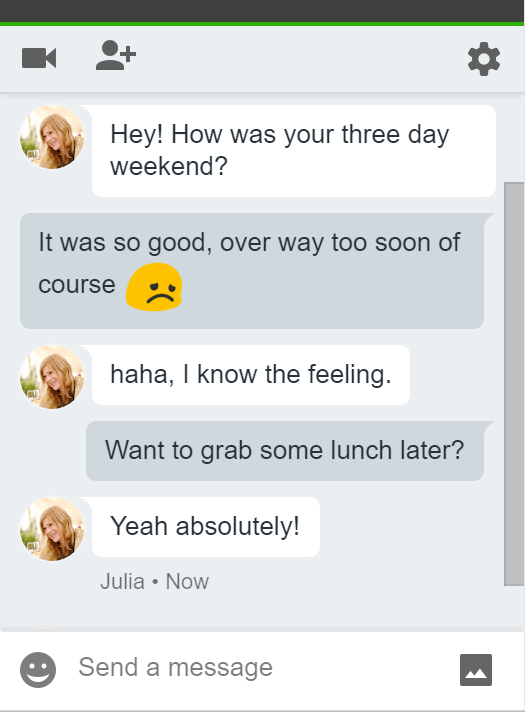 Hey! How was your three day
weekend?
It was so good, over way too soon of
course
haha, I know the feeling.
Want to grab some lunch later?
Yeah absolutely!
Julia • Now
Send a message